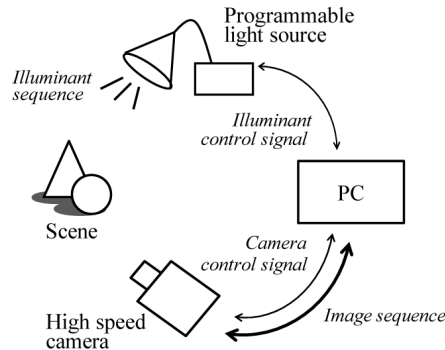 Programmable
light source
Illuminant
sequence
Illuminant
control signal
PC
Scene
Camera
control signal
High speed
camera
Image sequence